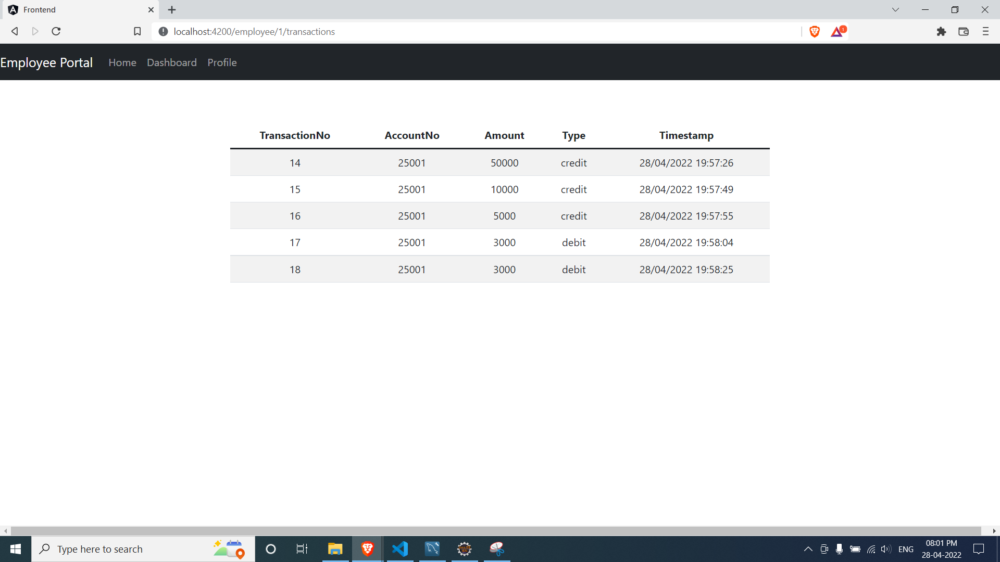 Frontend
localhost:4200/employee/1/transactions
1
Employee Portal Home Dashboard Profile
TransactionNo AccountNo Amount Type Timestamp
14 25001 50000 credit 28/04/2022 19:57:26
15 25001 10000 credit 28/04/2022 19:57:49
16 25001 5000 credit 28/04/2022 19:57:55
17 25001 3000 debit 28/04/2022 19:58:04
18 25001 3000 debit 28/04/2022 19:58:25
Type here to search
ENG
08:01 PM
28-04-2022